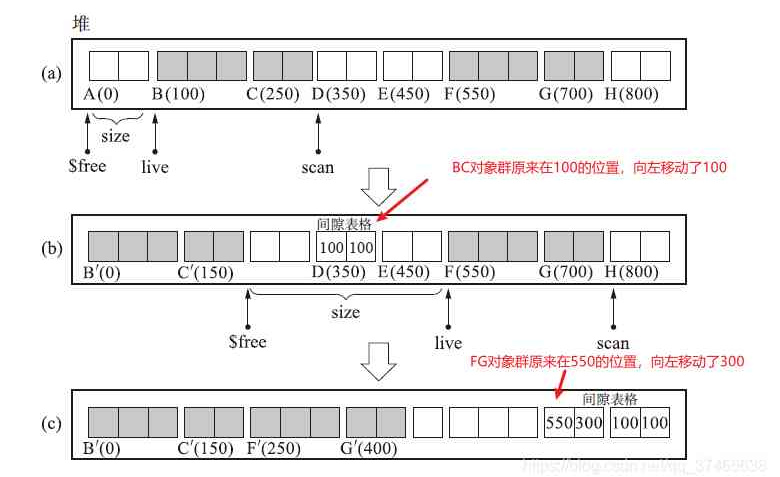 堆
(a)
A(0) B(100) C(250) D(350) E(450) F(550) G(700) H(800)
size
$free live scan
BC对象群原来在100的位置，向左移动了100
间隙表格
(b)
100 100
B′(0) C′(150) D(350) E(450) F(550) G(700) H(800)
size
$free live scan
FG对象群原来在550的位置，向左移动了300
间隙表格
(c)
550 300 100 100
B′(0) C′(150) F′(250) G′(400)
https://blog.csdn.net/qq_37465638